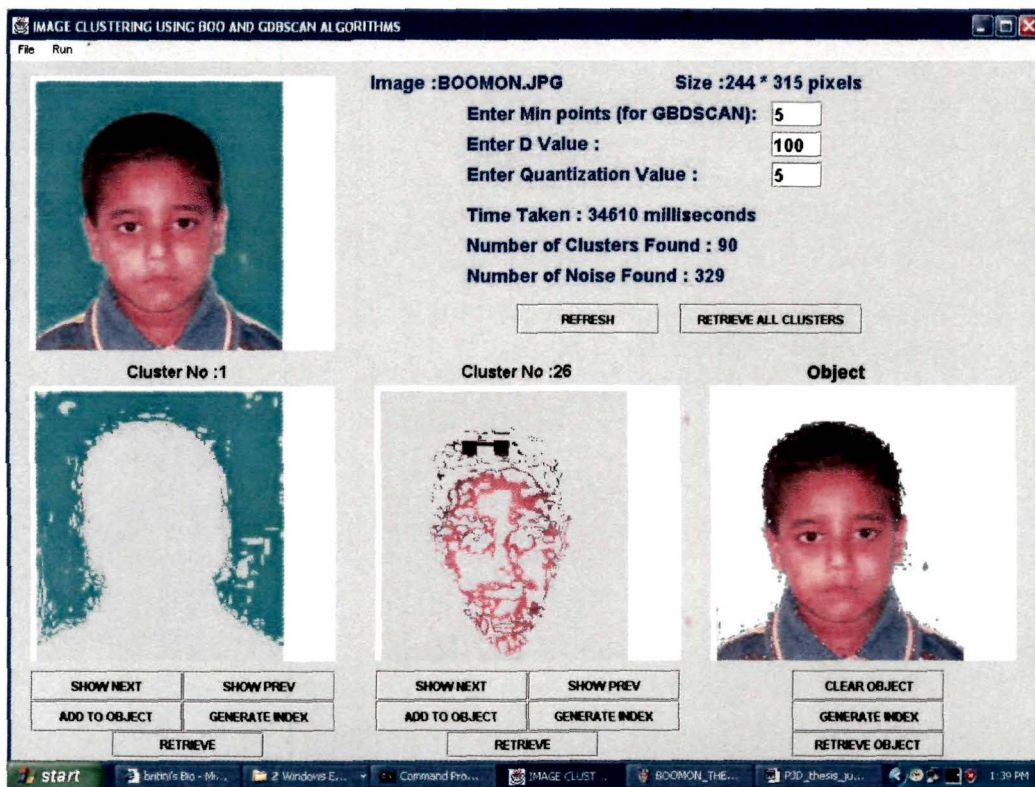 IMAGE CLUSTERING USING BOO AND GDBSCAN ALGORITHMS
File Run
Image :BOOMON.JPG Size :244 * 315 pixels
Enter Min points (for GBDSCAN): 5
Enter D Value : 100
Enter Quantization Value : 5
Time Taken : 34610 milliseconds
Number of Clusters Found : 90
Number of Noise Found : 329
REFRESH RETRIEVE ALL CLUSTERS
Cluster No :1 Cluster No :26 Object
SHOW NEXT SHOW PREV SHOW NEXT SHOW PREV CLEAR OBJECT
ADD TO OBJECT GENERATE INDEX ADD TO OBJECT GENERATE INDEX GENERATE INDEX
RETRIEVE RETRIEVE RETRIEVE OBJECT
start 2 Windows E... Command Pro... IMAGE CLUST ... BOOMON_THE... 1:39 PM